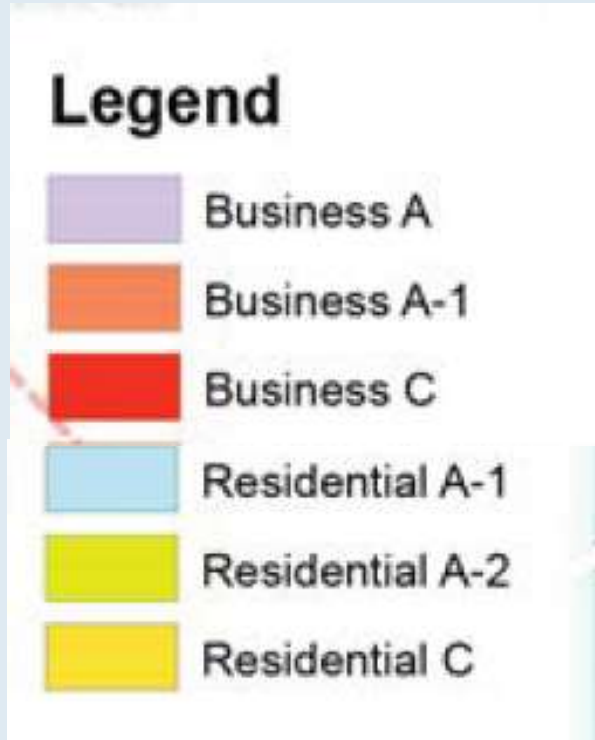 Legend
Business A
Business A-1
Business C
Residential A-1
Residential A-2
Residential C